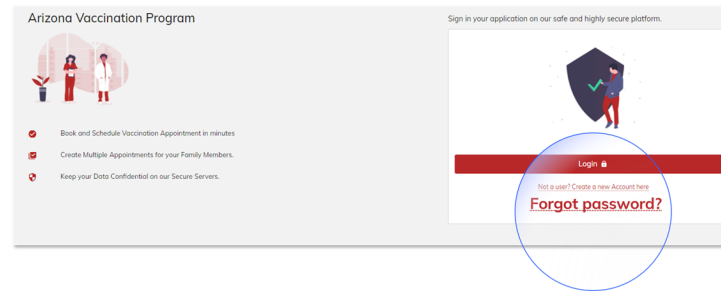 Arizona Vaccination Program
Book and Schedule Vaccination Appointment in minutes
Create Multiple Appointments for your Family Members.
Keep your Data Confidential on our Secure Servers.
Sign in your application on our safe and highly secure platform.
Login
Not a user? Create a new Account here
Forgot password?